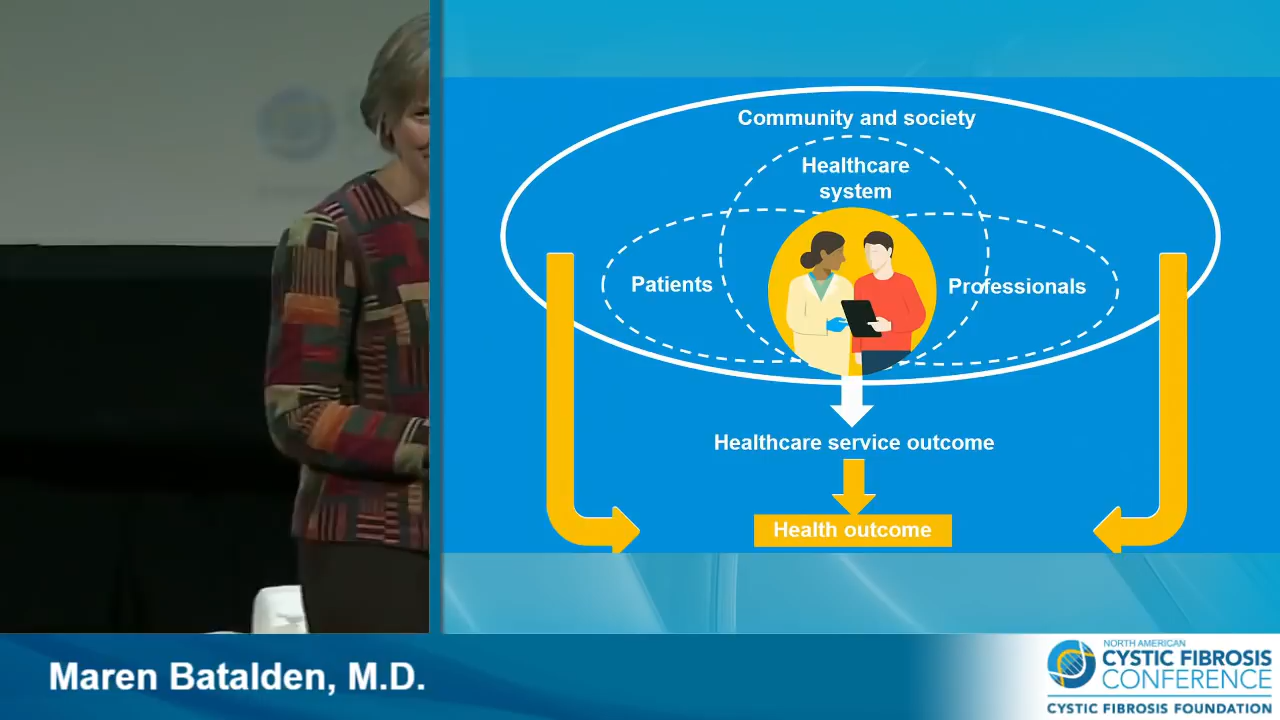 Community and society
Healthcare
system
Patients
Professionals
Healthcare service outcome
Health outcome
Maren Batalden, M.D.
NORTH AMERICAN
CYSTIC FIBROSIS
CONFERENCE
CYSTIC FIBROSIS FOUNDATION